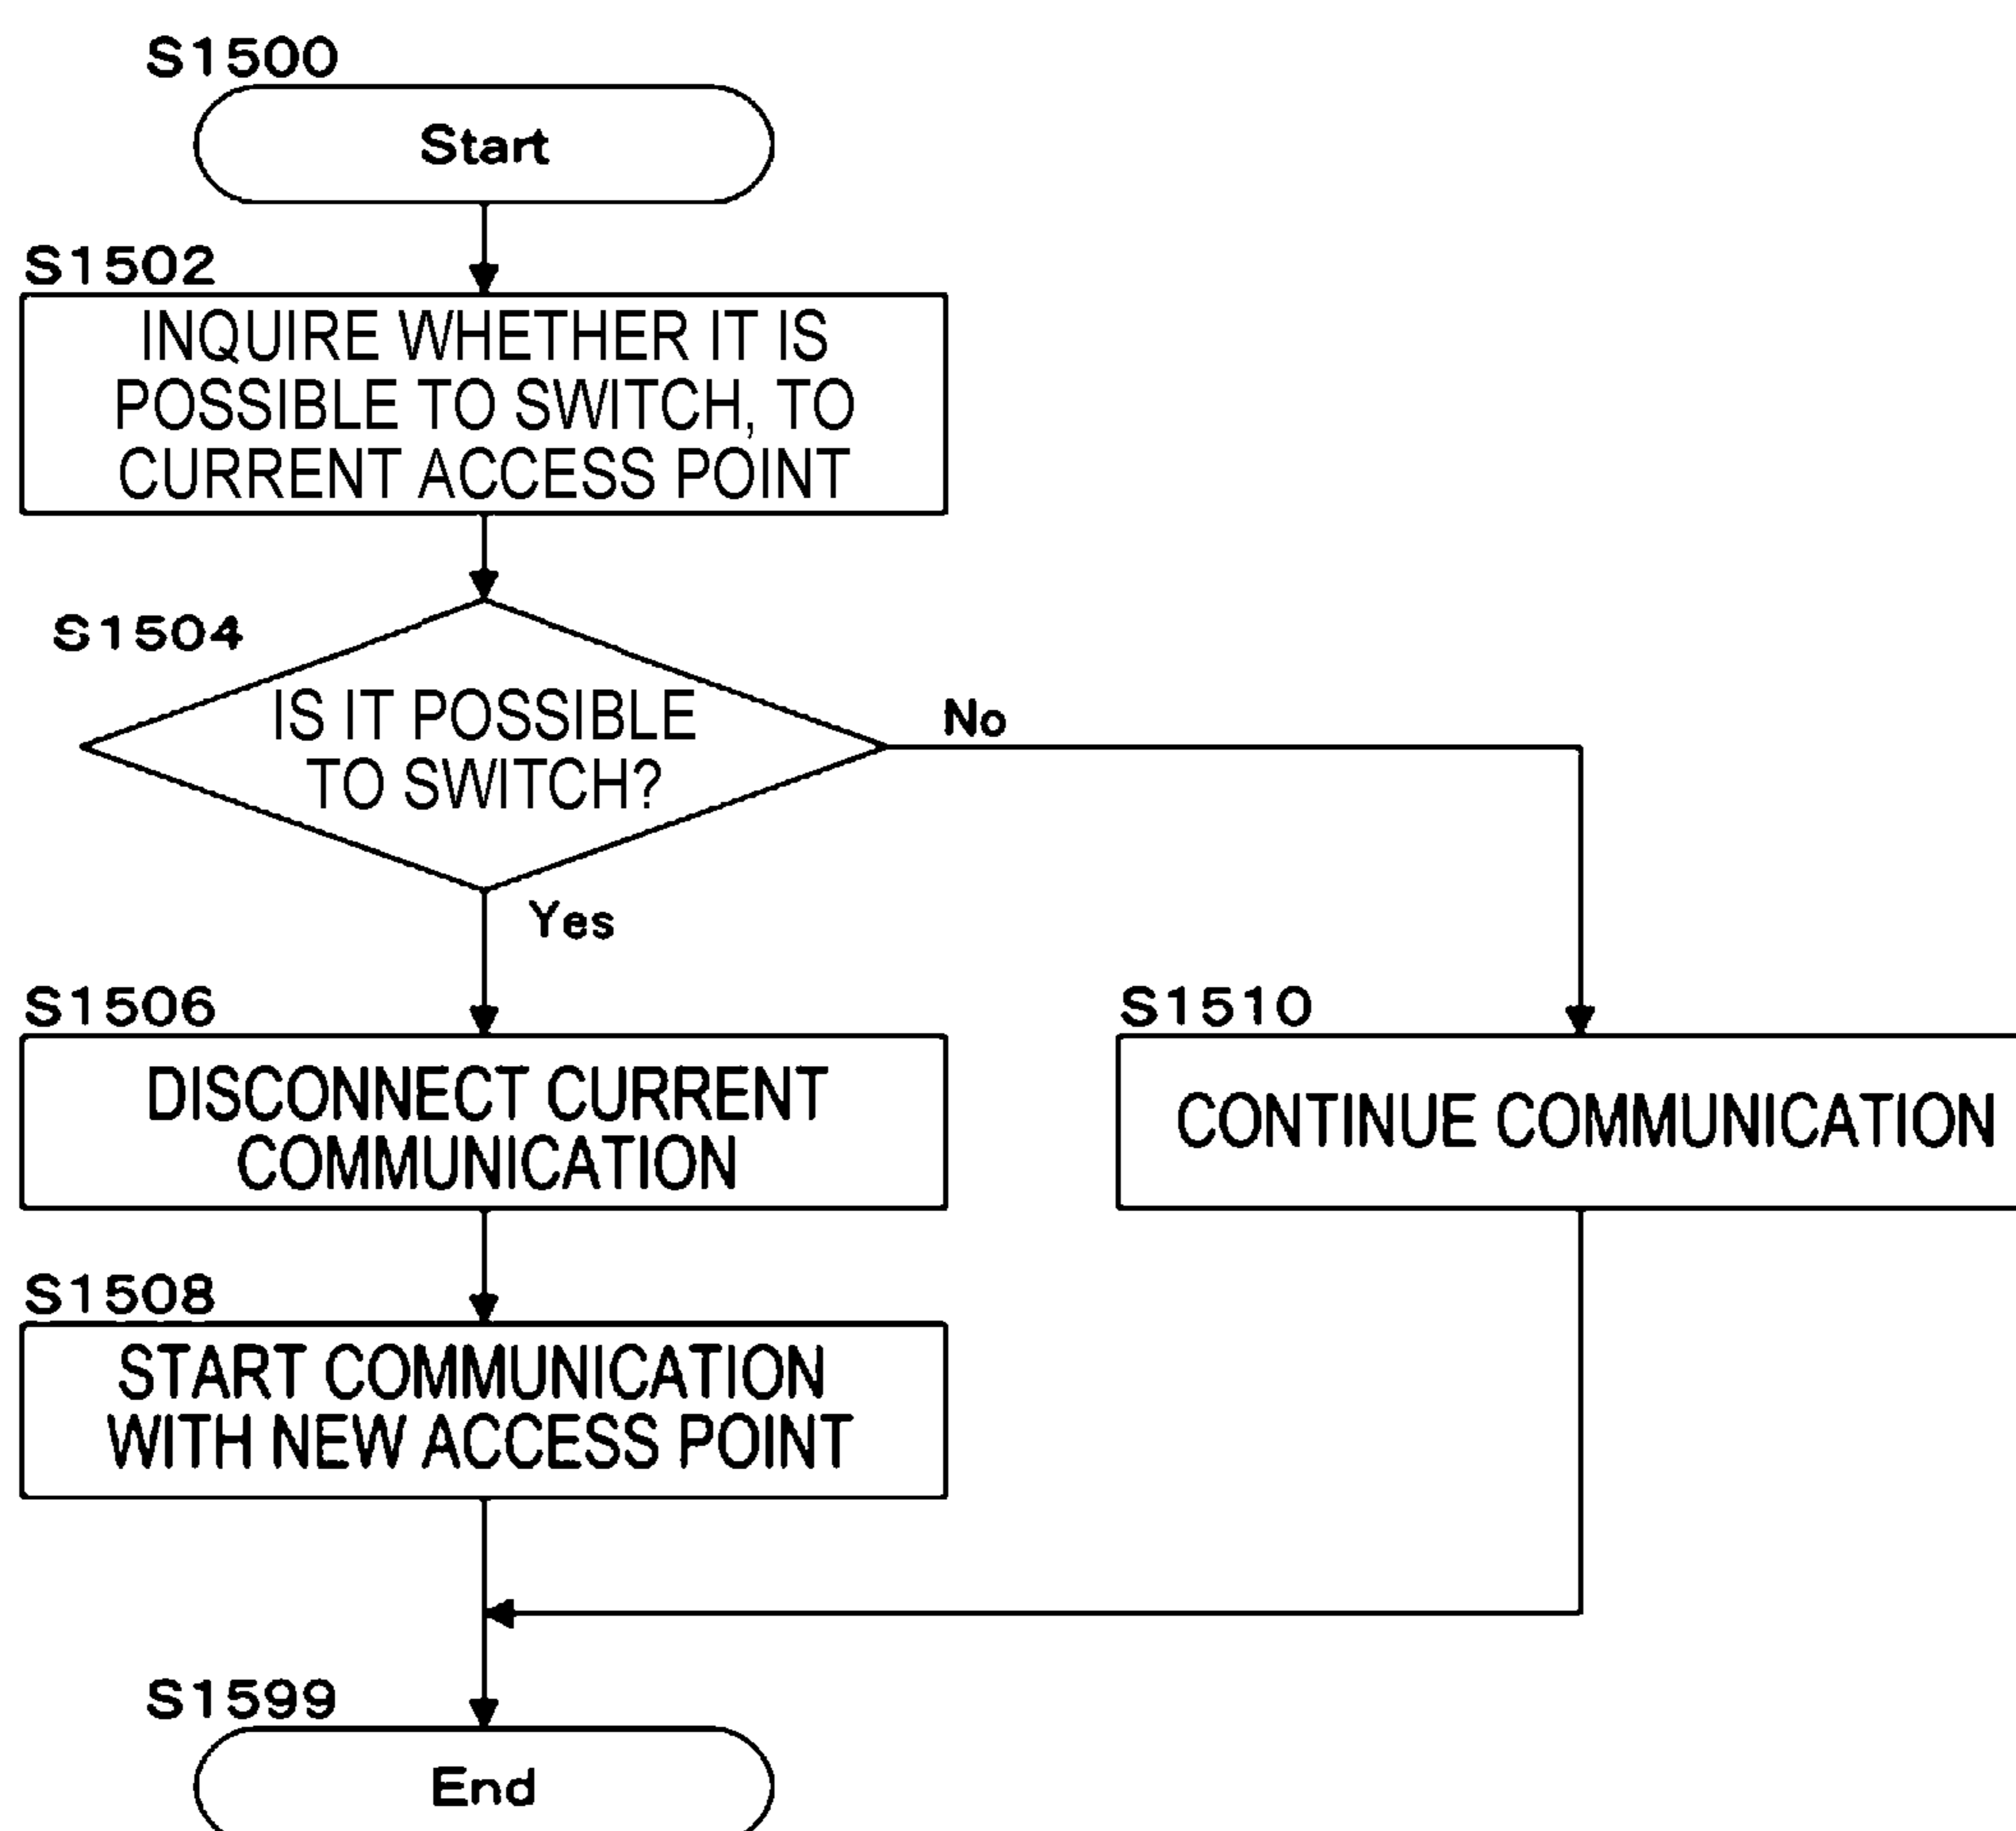 S1500
Start
S1502
INQUIRE WHETHER IT IS
POSSIBLE TO SWITCH, TO
CURRENT ACCESS POINT
S1504
IS IT POSSIBLE
TO SWITCH?
No
Yes
S1506
DISCONNECT CURRENT
COMMUNICATION
S1510
CONTINUE COMMUNICATION
S1508
START COMMUNICATION
WITH NEW ACCESS POINT
S1599
End